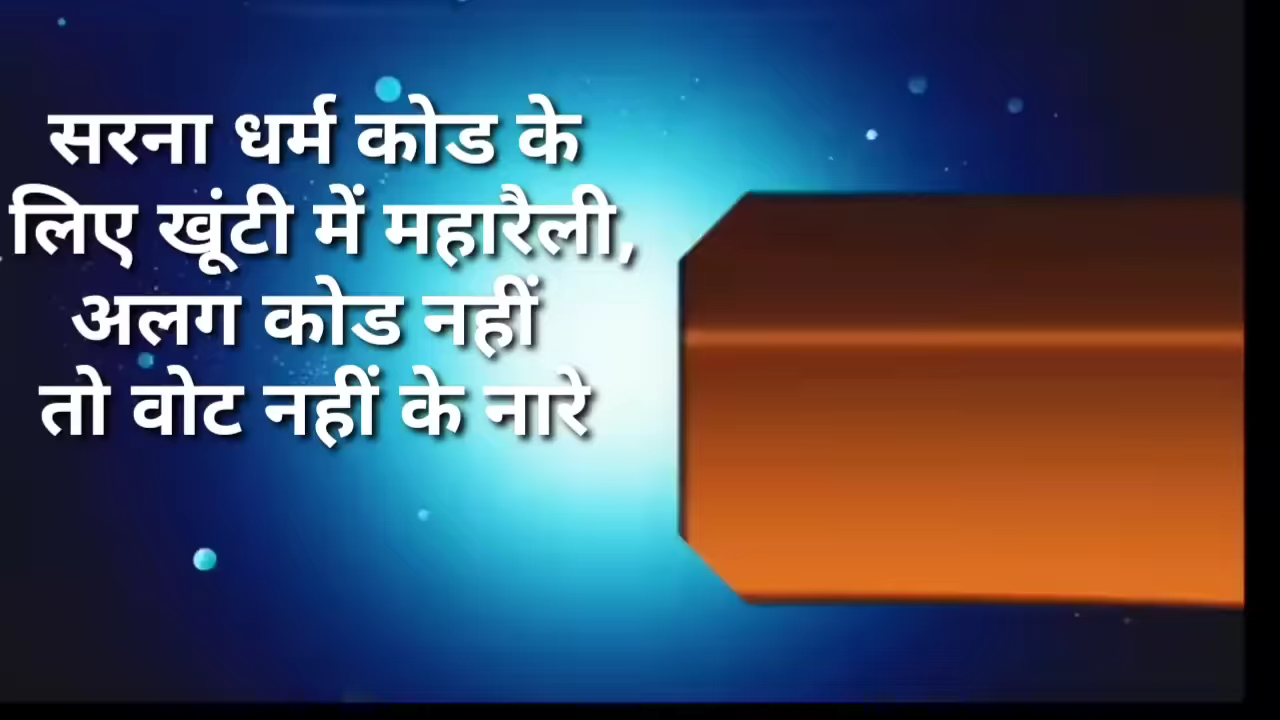 सरना धर्म कोड के
लिए खूंटी में महारैली,
अलग कोड नहीं
तो वोट नहीं के नारे